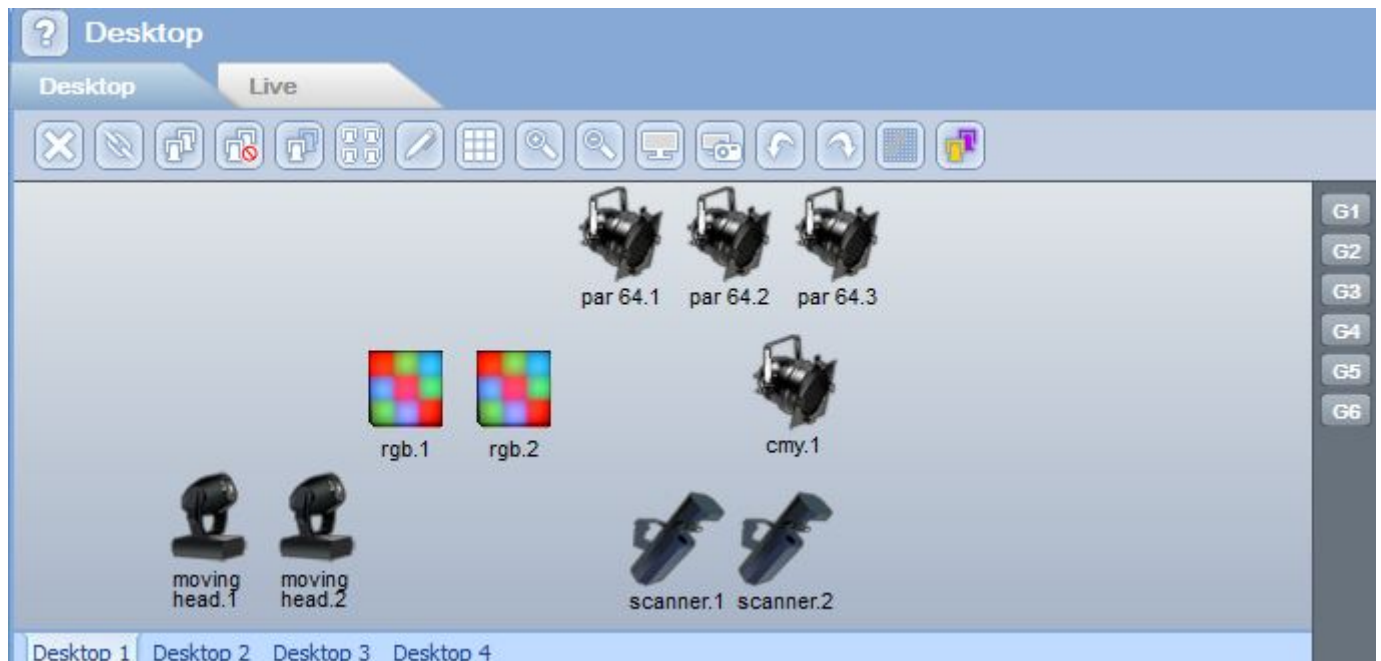 ?
Desktop
Desktop Live
par 64.1 par 64.2 par 64.3
rgb.1 rgb.2 cmy.1
moving
head.1
moving
head.2
scanner.1 scanner.2
G1
G2
G3
G4
G5
G6
Desktop 1 Desktop 2 Desktop 3 Desktop 4